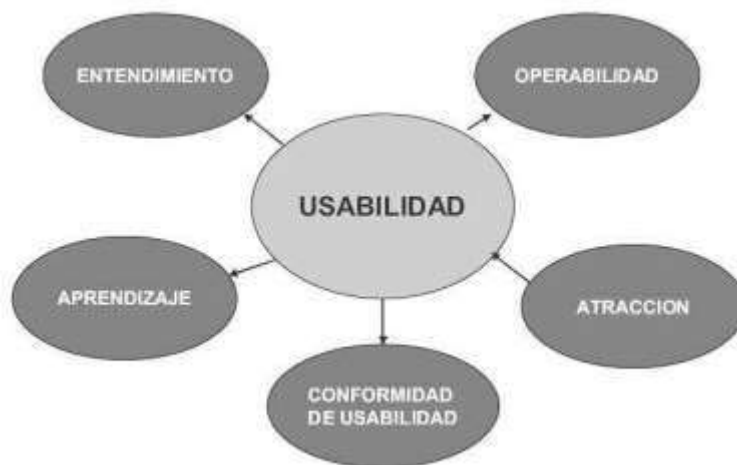 ENTENDIMIENTO
OPERABILIDAD
USABILIDAD
APRENDIZAJE
ATRACCION
CONFORMIDAD
DE USABILIDAD